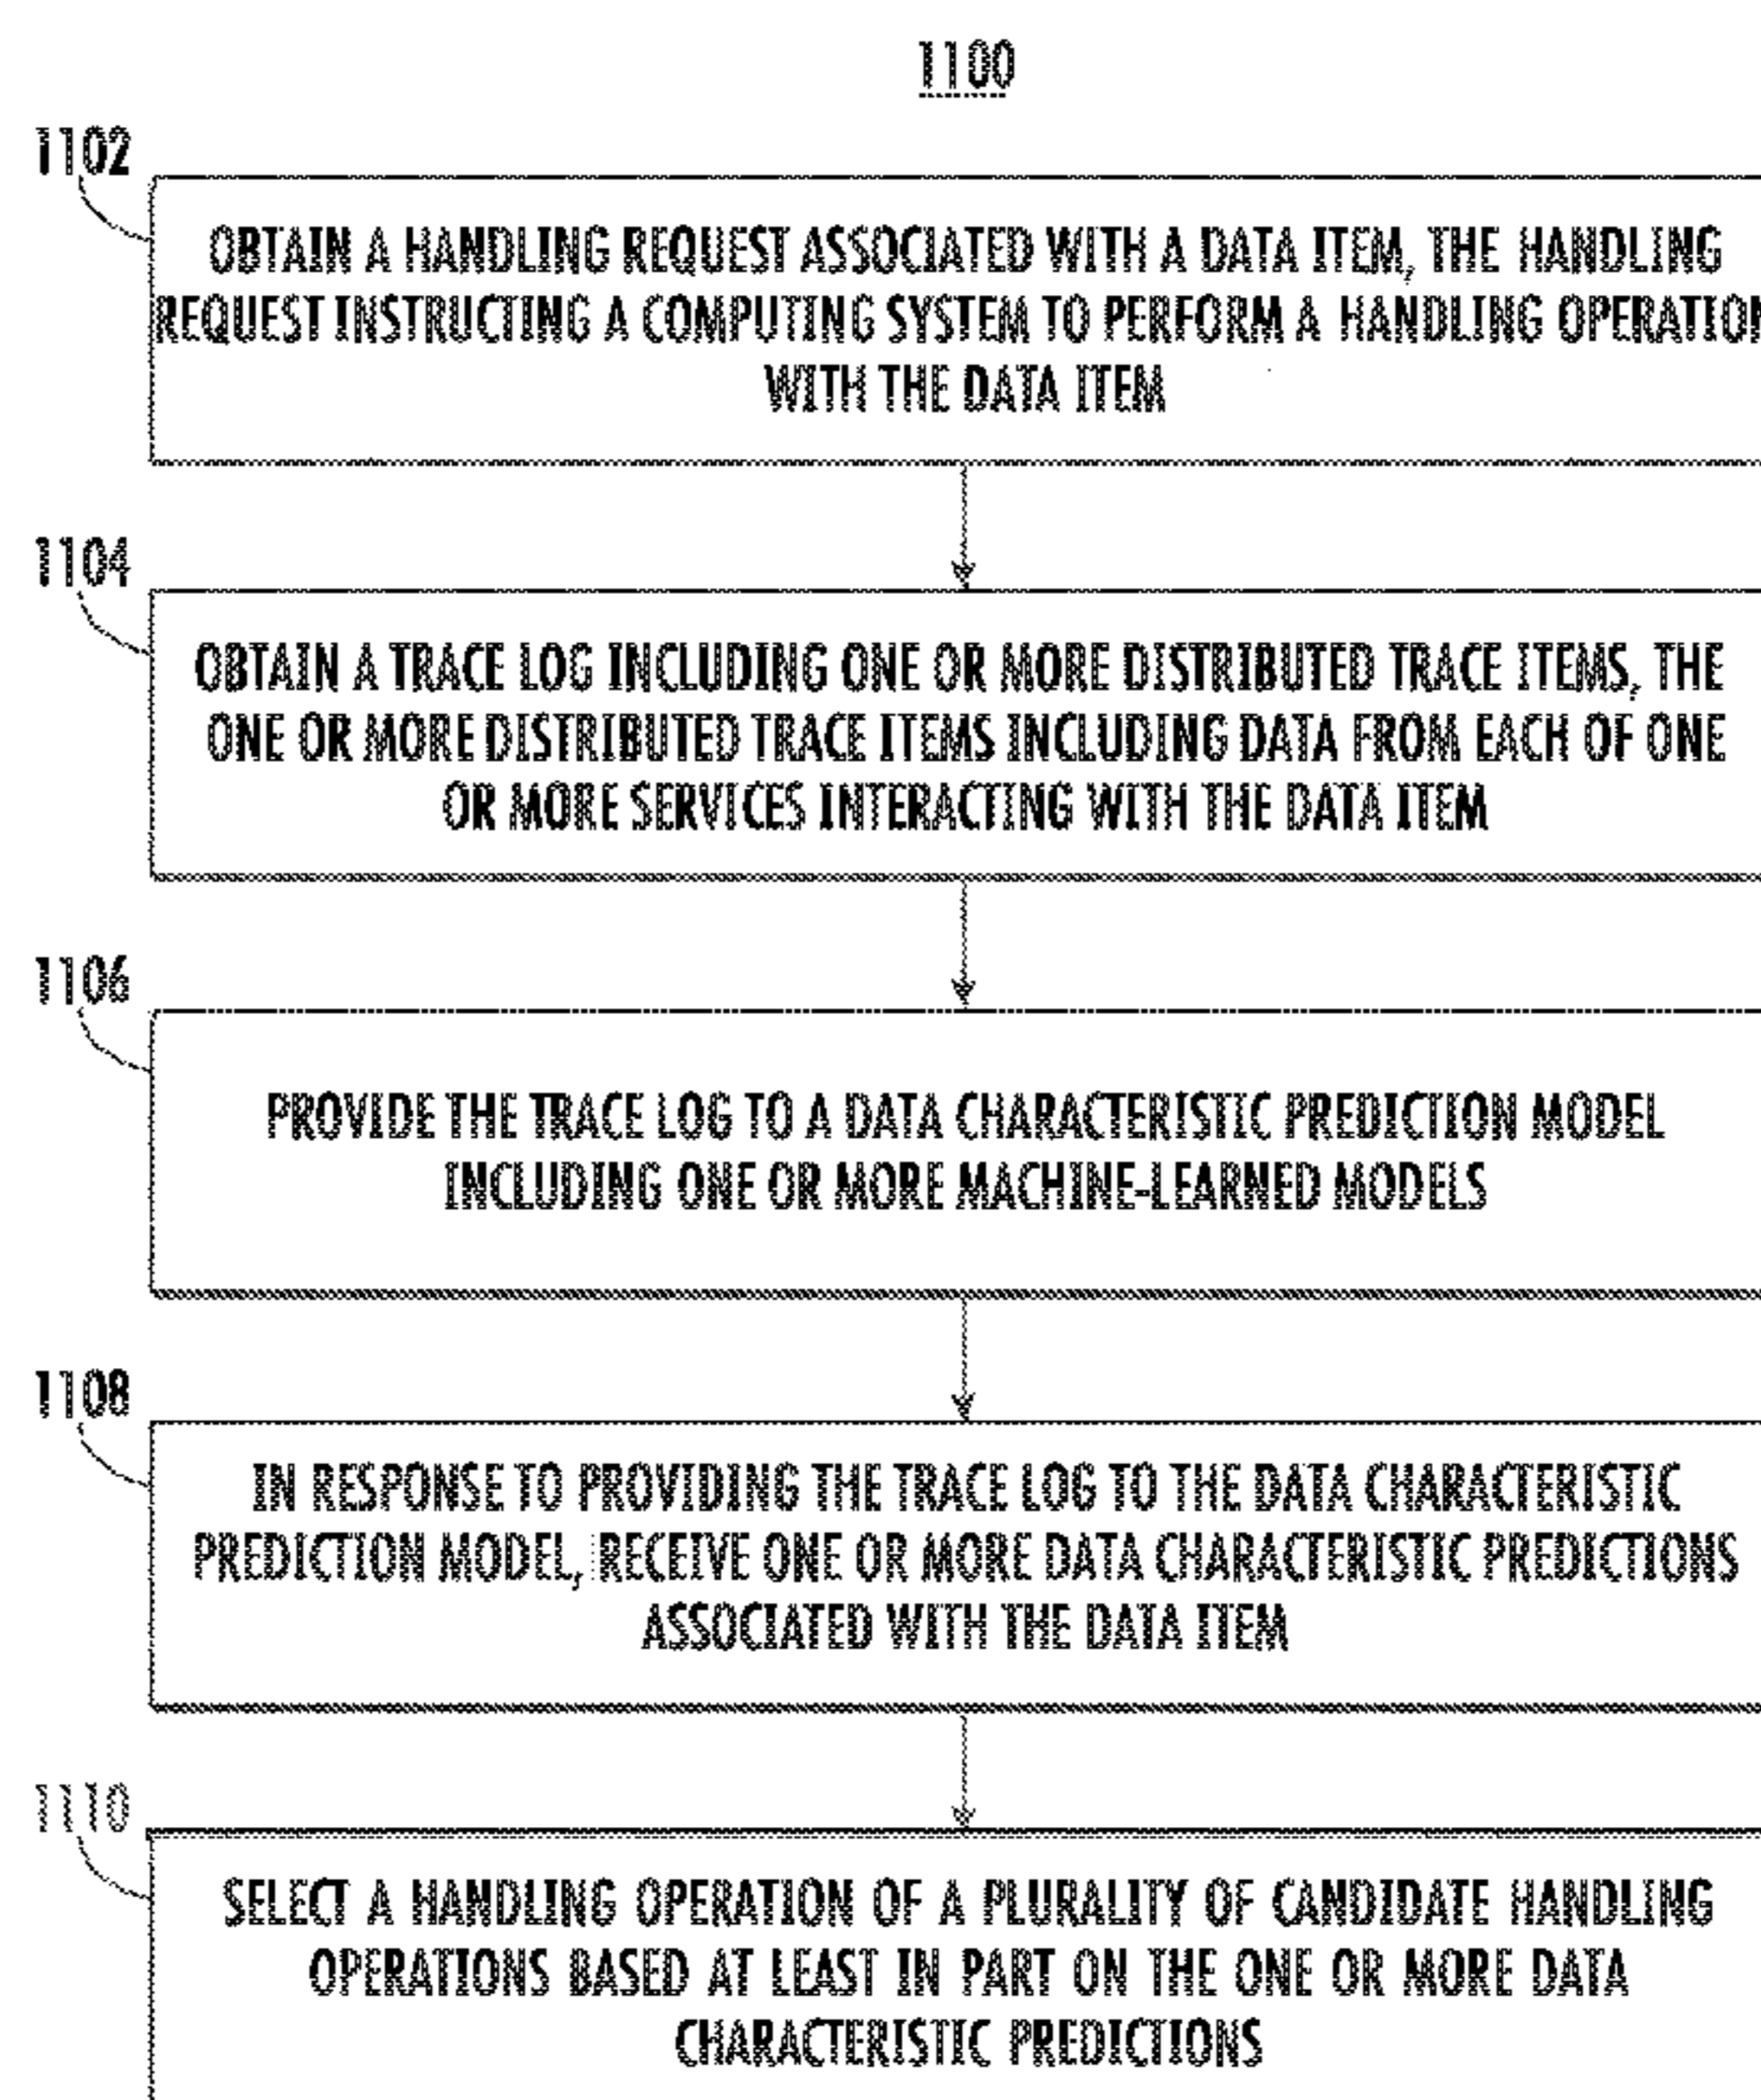 1100
1102
OBTAIN A HANDLING REQUEST ASSOCIATED WITH A DATA ITEM, THE HANDLING
REQUEST INSTRUCTING A COMPUTING SYSTEM TO PERFORM A HANDLING OPERATION
WITH THE DATA ITEM
1104
OBTAIN A TRACE LOG INCLUDING ONE OR MORE DISTRIBUTED TRACE ITEMS, THE
ONE OR MORE DISTRIBUTED TRACE ITEMS INCLUDING DATA FROM EACH OF ONE
OR MORE SERVICES INTERACTING WITH THE DATA ITEM
1106
PROVIDE THE TRACE LOG TO A DATA CHARACTERISTIC PREDICTION MODEL
INCLUDING ONE OR MORE MACHINE-LEARNED MODELS
1108
IN RESPONSE TO PROVIDING THE TRACE LOG TO THE DATA CHARACTERISTIC
PREDICTION MODEL, RECEIVE ONE OR MORE DATA CHARACTERISTIC PREDICTIONS
ASSOCIATED WITH THE DATA ITEM
1110
SELECT A HANDLING OPERATION OF A PLURALITY OF CANDIDATE HANDLING
OPERATIONS BASED AT LEAST IN PART ON THE ONE OR MORE DATA
CHARACTERISTIC PREDICTIONS